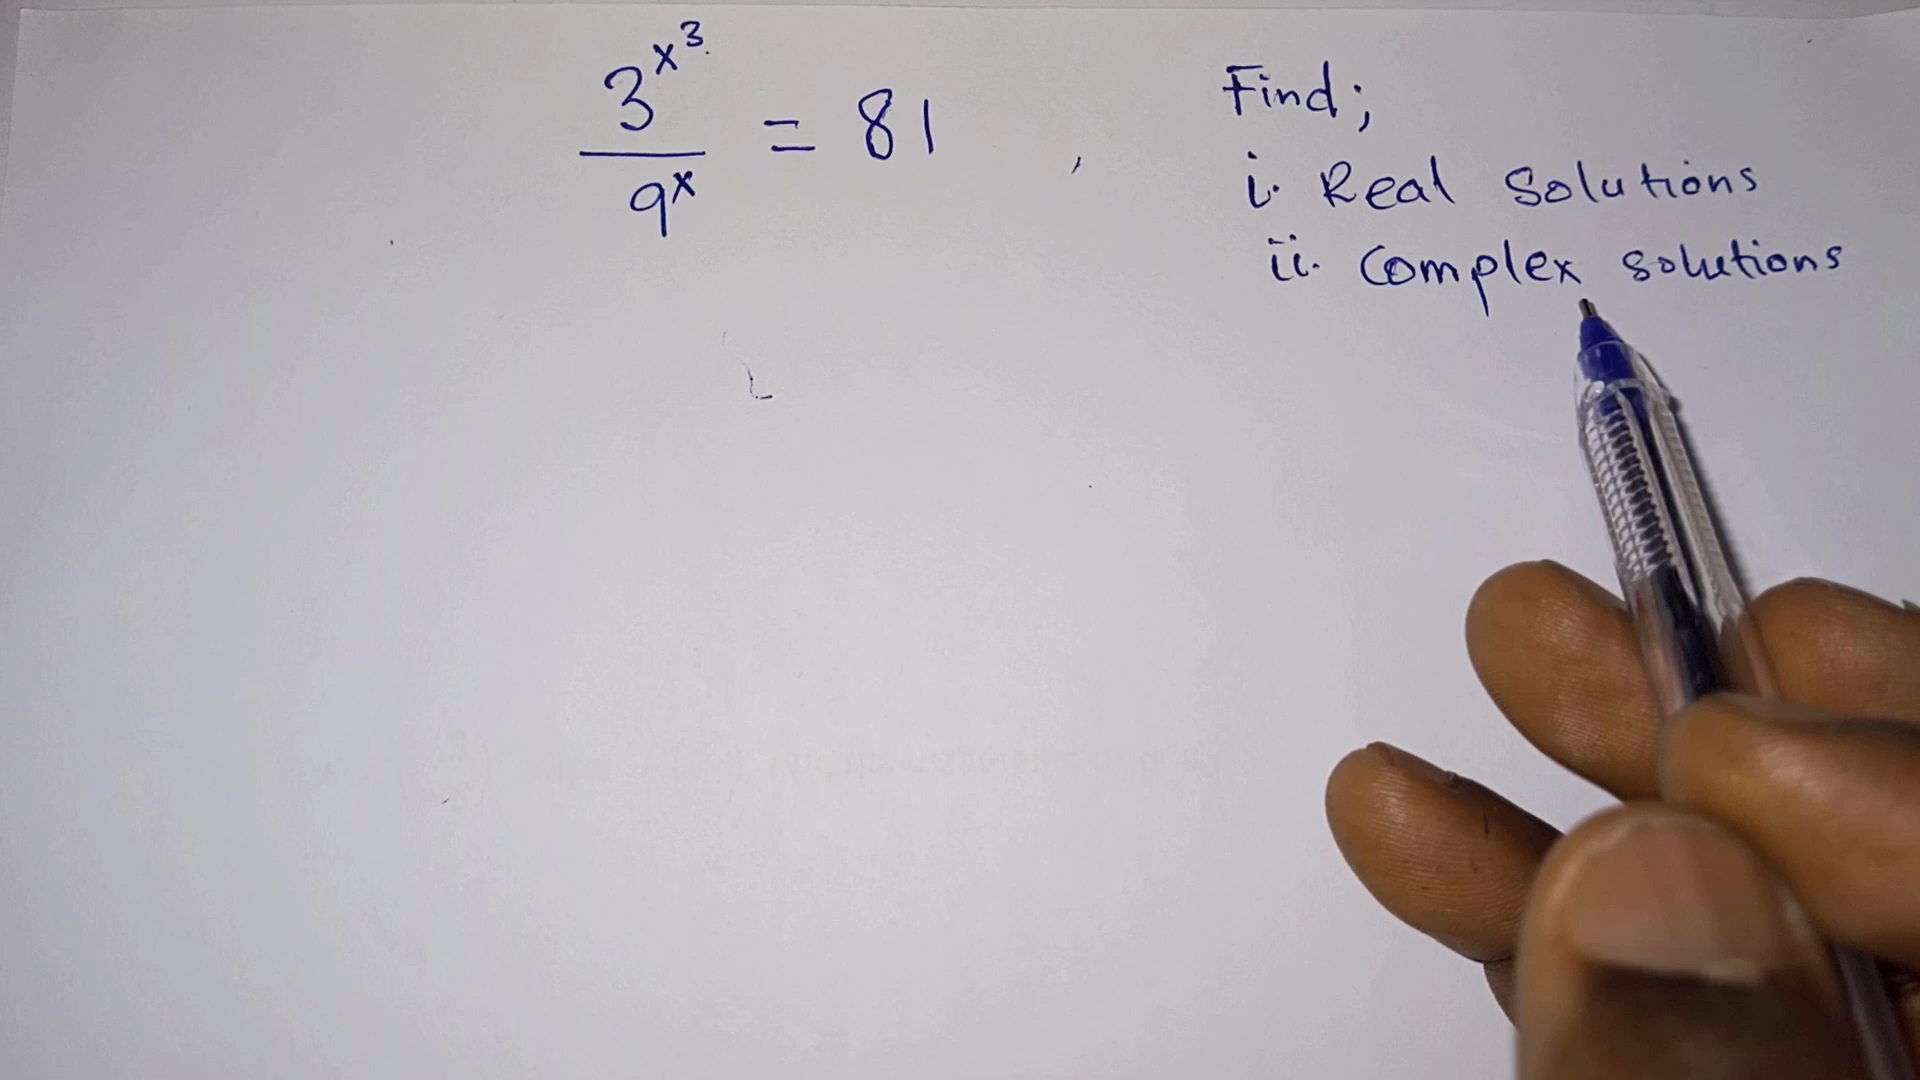 3^x^3 / 9^x = 81 ,
Find;
i. Real Solutions
ii. Complex solutions